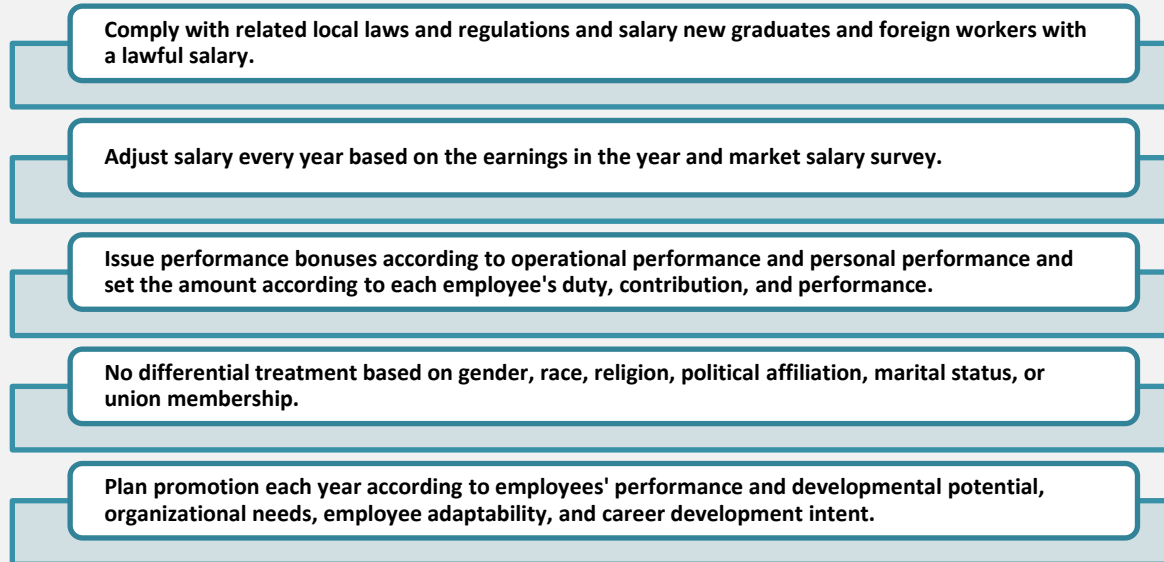 Comply with related local laws and regulations and salary new graduates and foreign workers with
a lawful salary.
Adjust salary every year based on the earnings in the year and market salary survey.
Issue performance bonuses according to operational performance and personal performance and
set the amount according to each employee's duty, contribution, and performance.
No differential treatment based on gender, race, religion, political affiliation, marital status, or
union membership.
Plan promotion each year according to employees' performance and developmental potential,
organizational needs, employee adaptability, and career development intent.